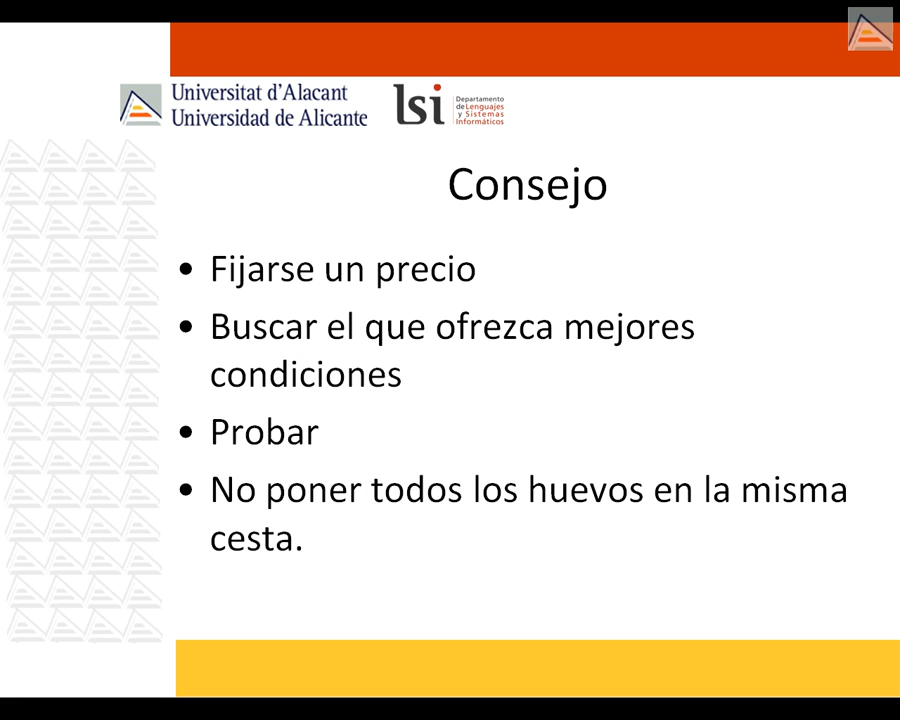 Universitat d'Alacant
Universidad de Alicante
lsi
Departamento
de Lenguajes
y Sistemas
Informáticos
Consejo
• Fijarse un precio
• Buscar el que ofrezca mejores
condiciones
• Probar
• No poner todos los huevos en la misma
cesta.